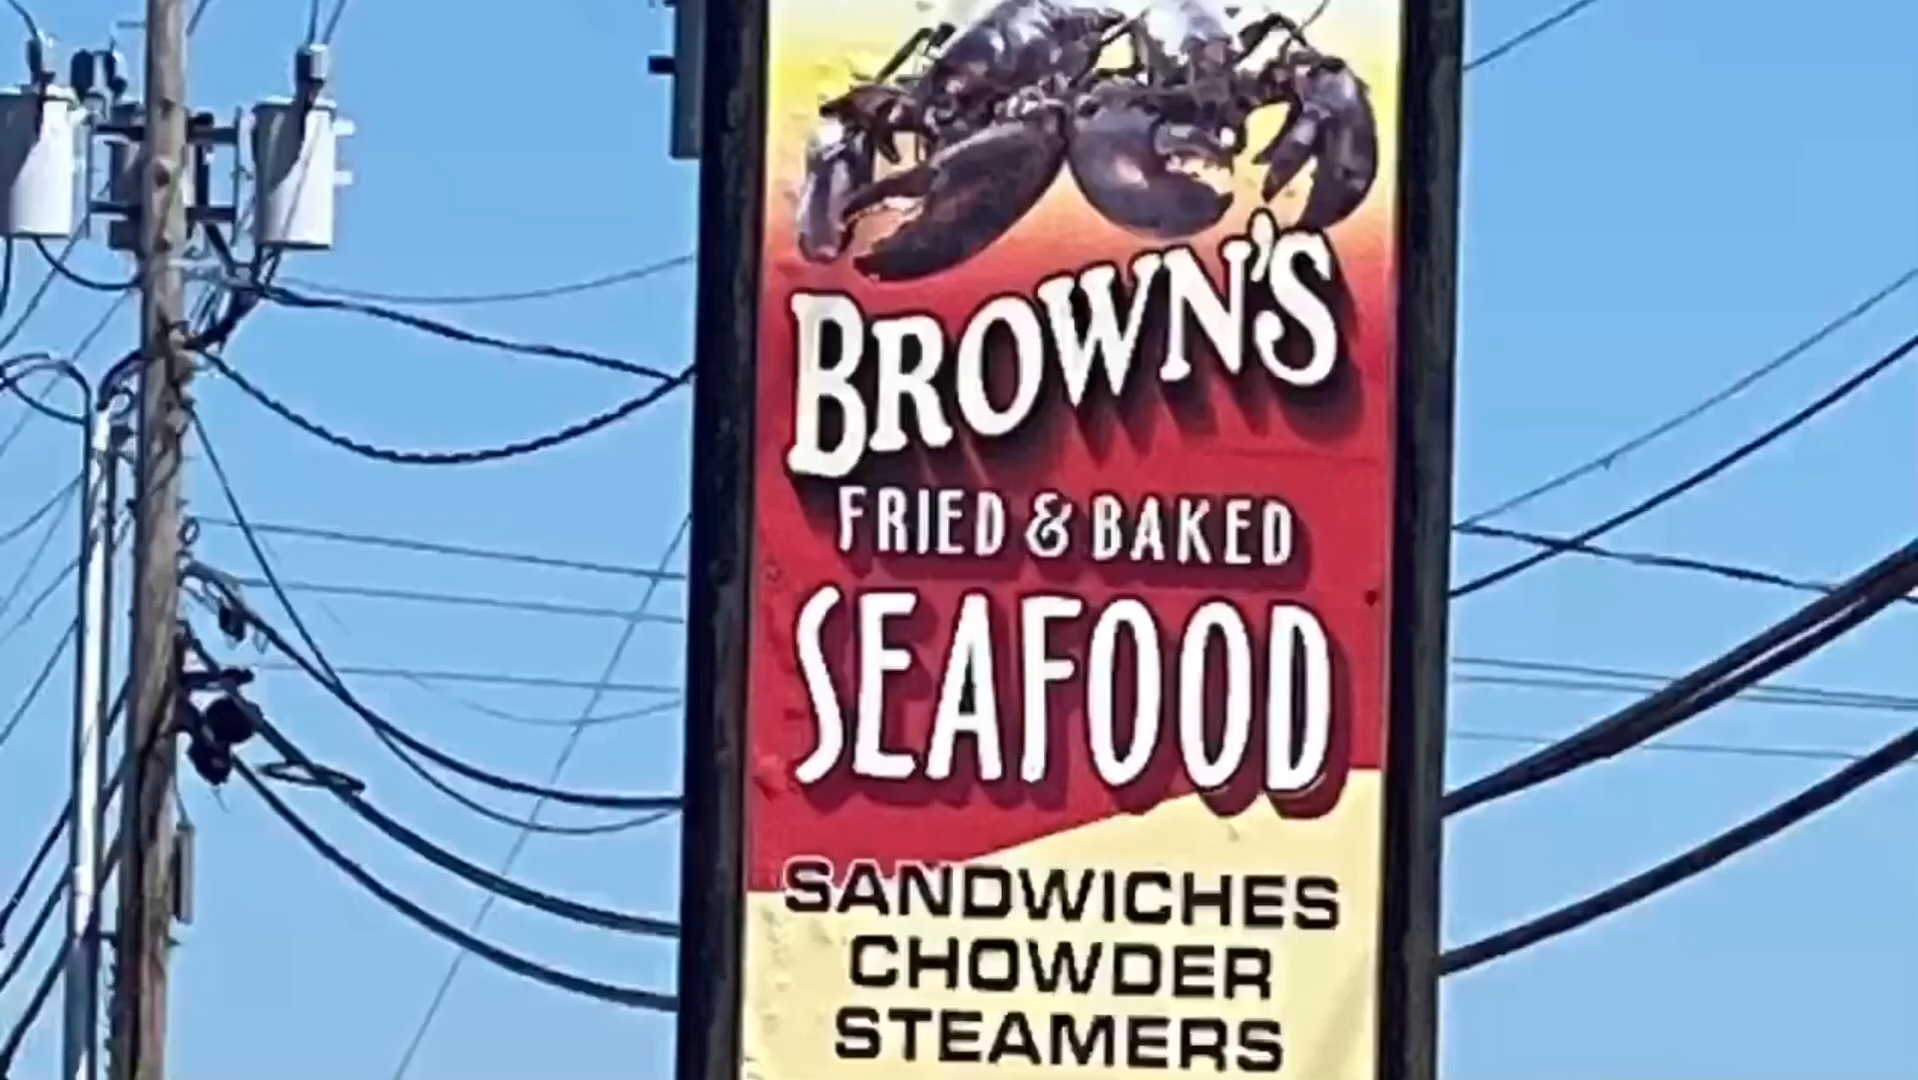 BROWN'S
FRIED & BAKED
SEAFOOD
SANDWICHES
CHOWDER
STEAMERS